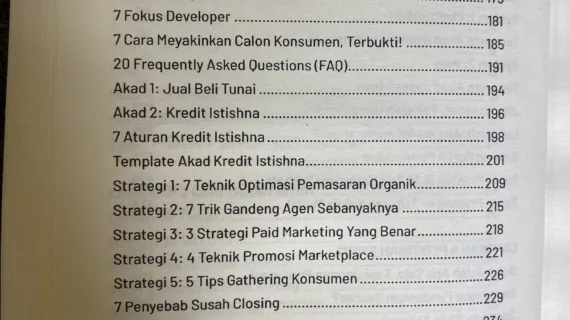 7 Fokus Developer 181
7 Cara Meyakinkan Calon Konsumen, Terbukti! 185
20 Frequently Asked Questions (FAQ) 191
Akad 1: Jual Beli Tunai 194
Akad 2: Kredit Istishna 196
7 Aturan Kredit Istishna 198
Template Akad Kredit Istishna 201
Strategi 1: 7 Teknik Optimasi Pemasaran Organik 209
Strategi 2: 7 Trik Gandeng Agen Sebanyaknya 215
Strategi 3: 3 Strategi Paid Marketing Yang Benar 218
Strategi 4: 4 Teknik Promosi Marketplace 221
Strategi 5: 5 Tips Gathering Konsumen 226
7 Penyebab Susah Closing 229